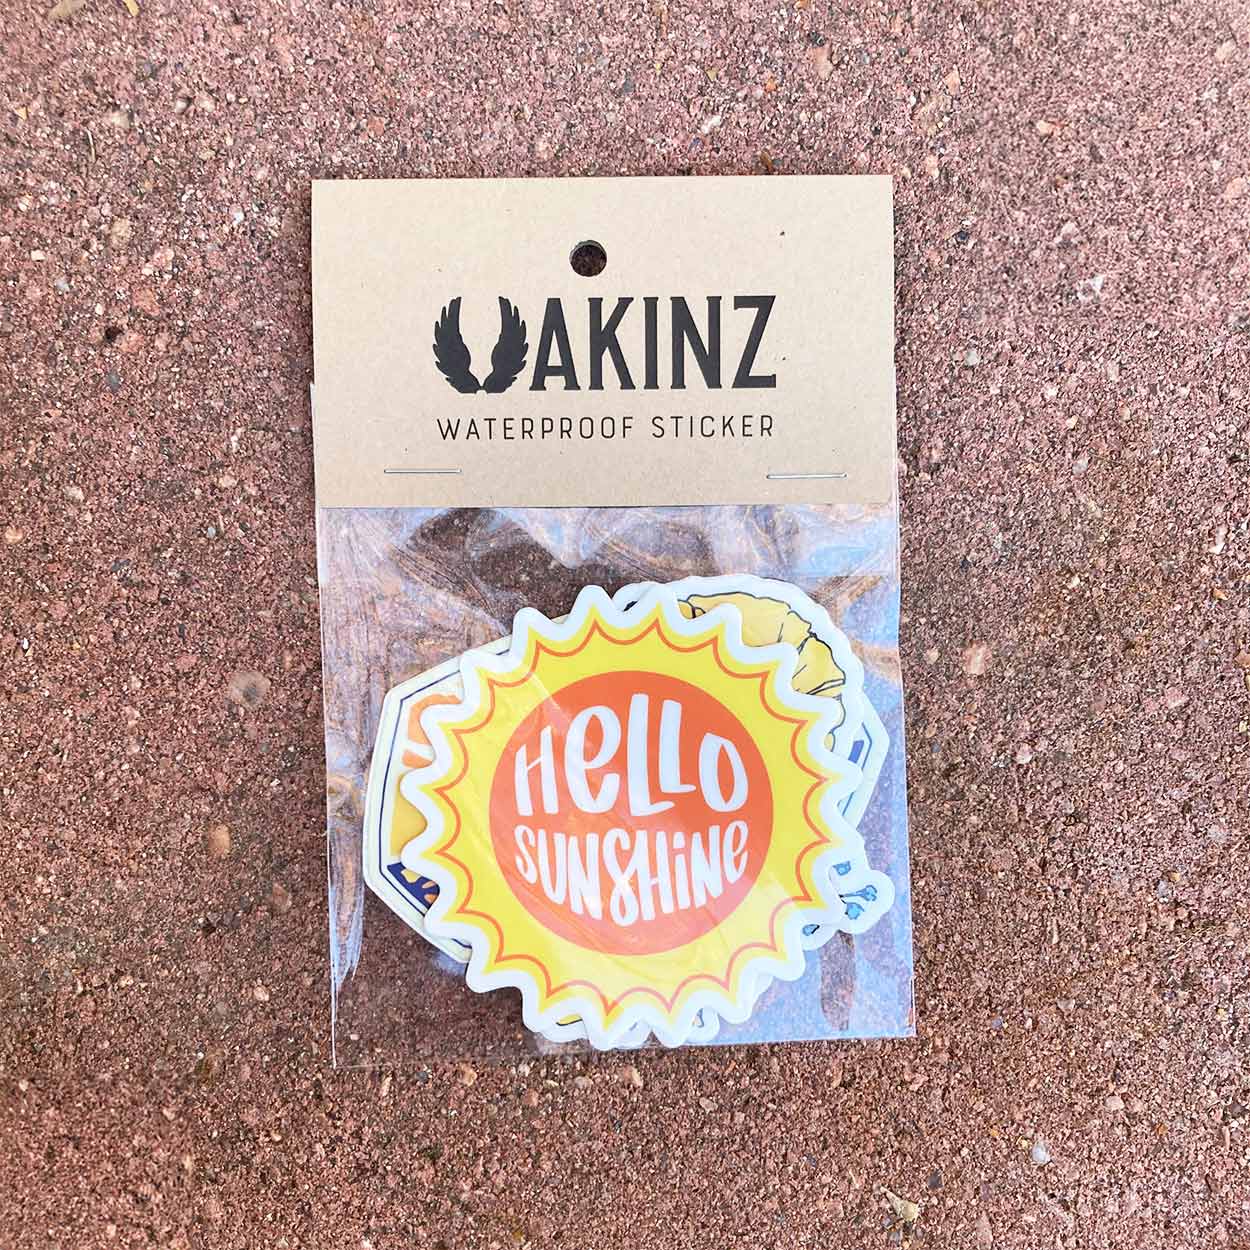 AKINZ
WATERPROOF STICKER
HeLLO
SUNSHiNe